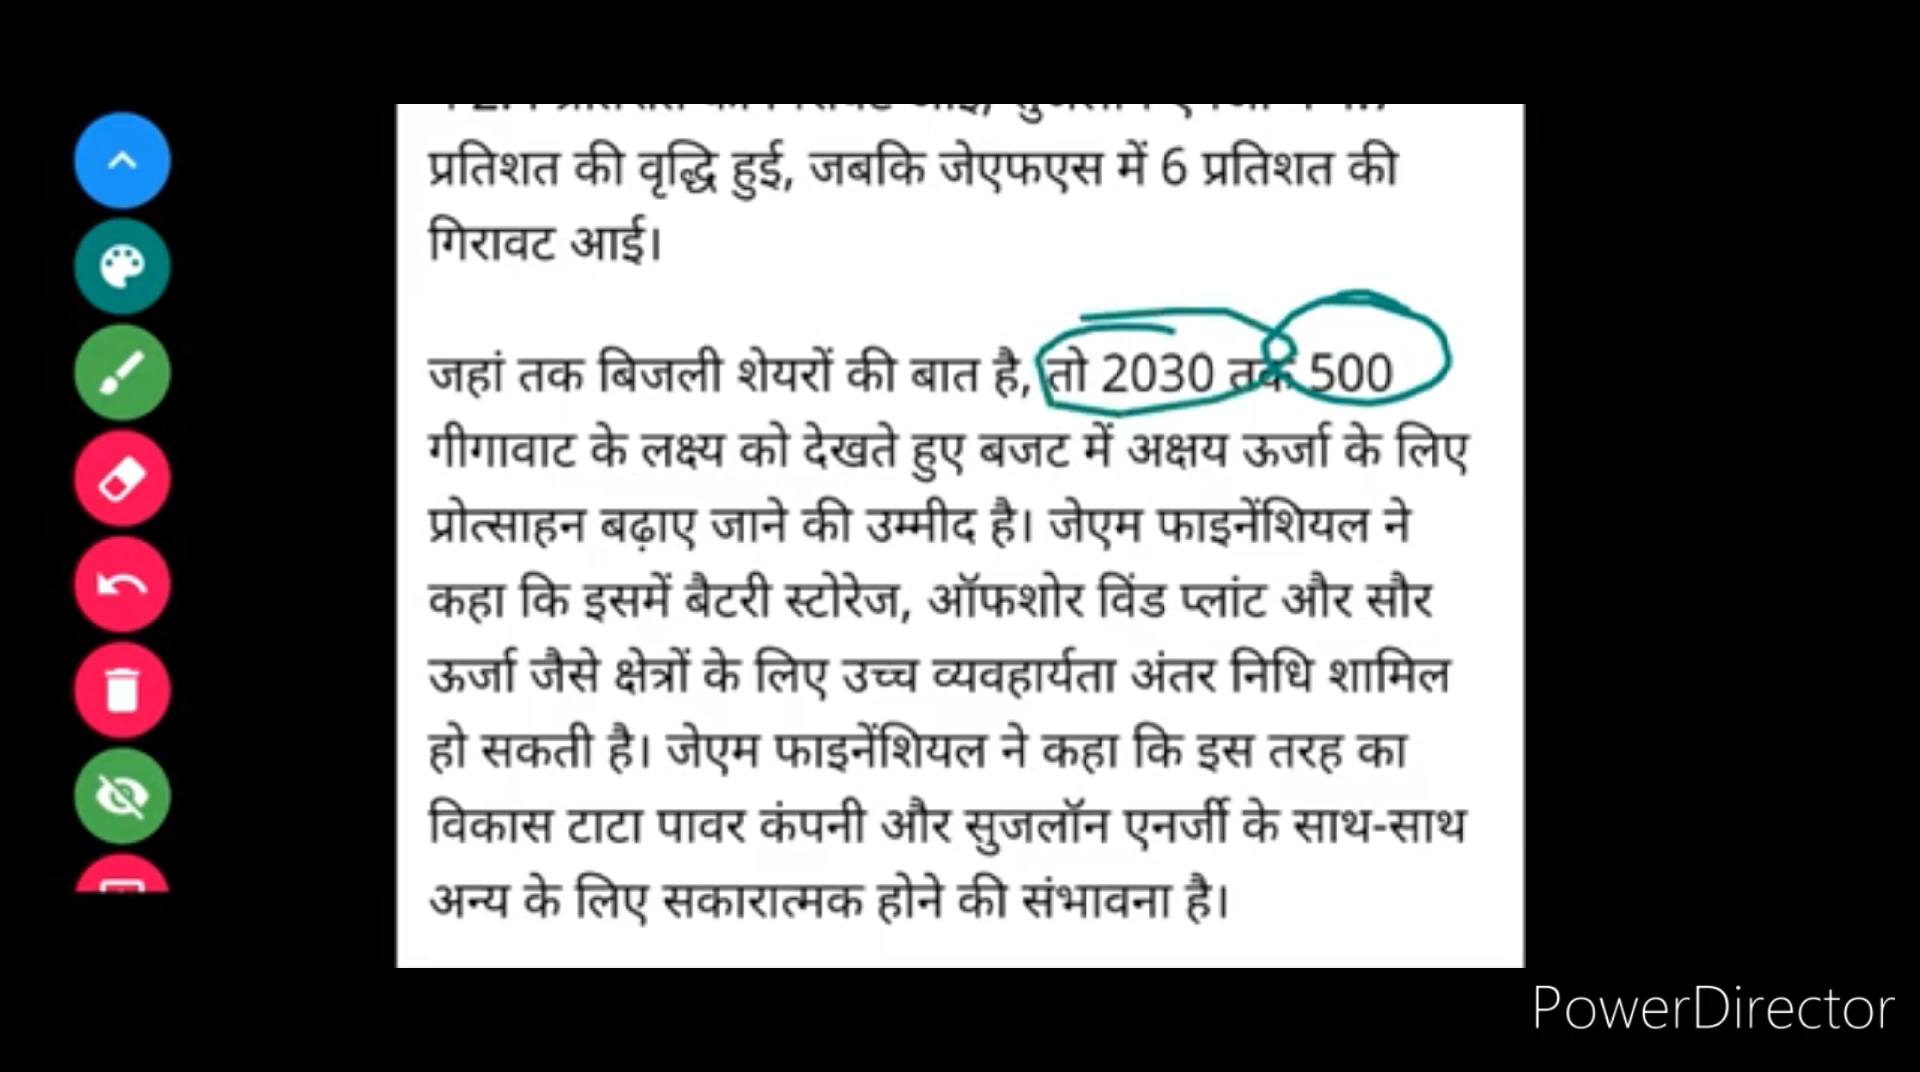 प्रतिशत की वृद्धि हुई, जबकि जेएफएस में 6 प्रतिशत की
गिरावट आई।
जहां तक बिजली शेयरों की बात है, तो 2030 तक 500
गीगावाट के लक्ष्य को देखते हुए बजट में अक्षय ऊर्जा के लिए
प्रोत्साहन बढ़ाए जाने की उम्मीद है। जेएम फाइनेंशियल ने
कहा कि इसमें बैटरी स्टोरेज, ऑफशोर विंड प्लांट और सौर
ऊर्जा जैसे क्षेत्रों के लिए उच्च व्यवहार्यता अंतर निधि शामिल
हो सकती है। जेएम फाइनेंशियल ने कहा कि इस तरह का
विकास टाटा पावर कंपनी और सुजलॉन एनर्जी के साथ-साथ
अन्य के लिए सकारात्मक होने की संभावना है।
PowerDirector